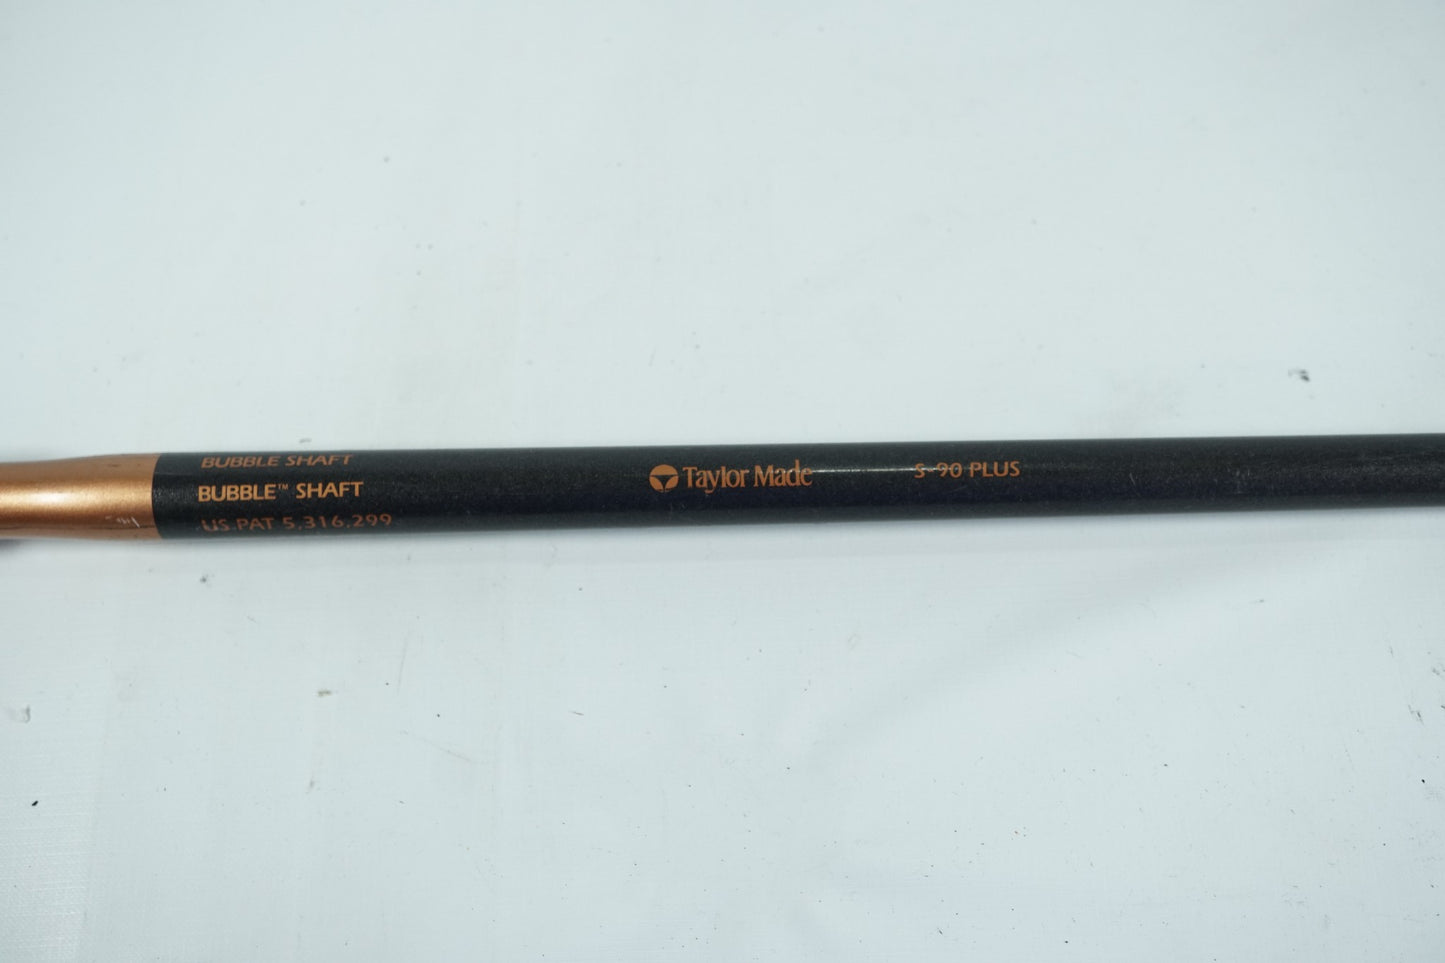 BUBBLE SHAFT
BUBBLE™ SHAFT
US PAT 5,316,299
Taylor Made
S-90 PLUS